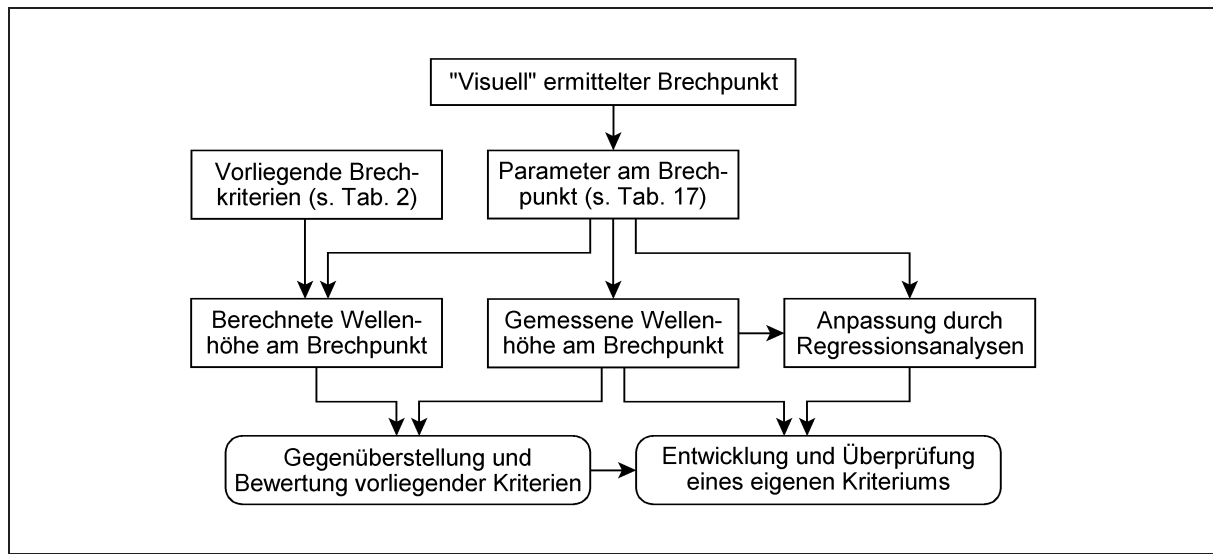 "Visuell" ermittelter Brechpunkt
Vorliegende Brech-
kriterien (s. Tab. 2)
Parameter am Brech-
punkt (s. Tab. 17)
Berechnete Wellen-
höhe am Brechpunkt
Gemessene Wellen-
höhe am Brechpunkt
Anpassung durch
Regressionsanalysen
Gegenüberstellung und
Bewertung vorliegender Kriterien
Entwicklung und Überprüfung
eines eigenen Kriteriums